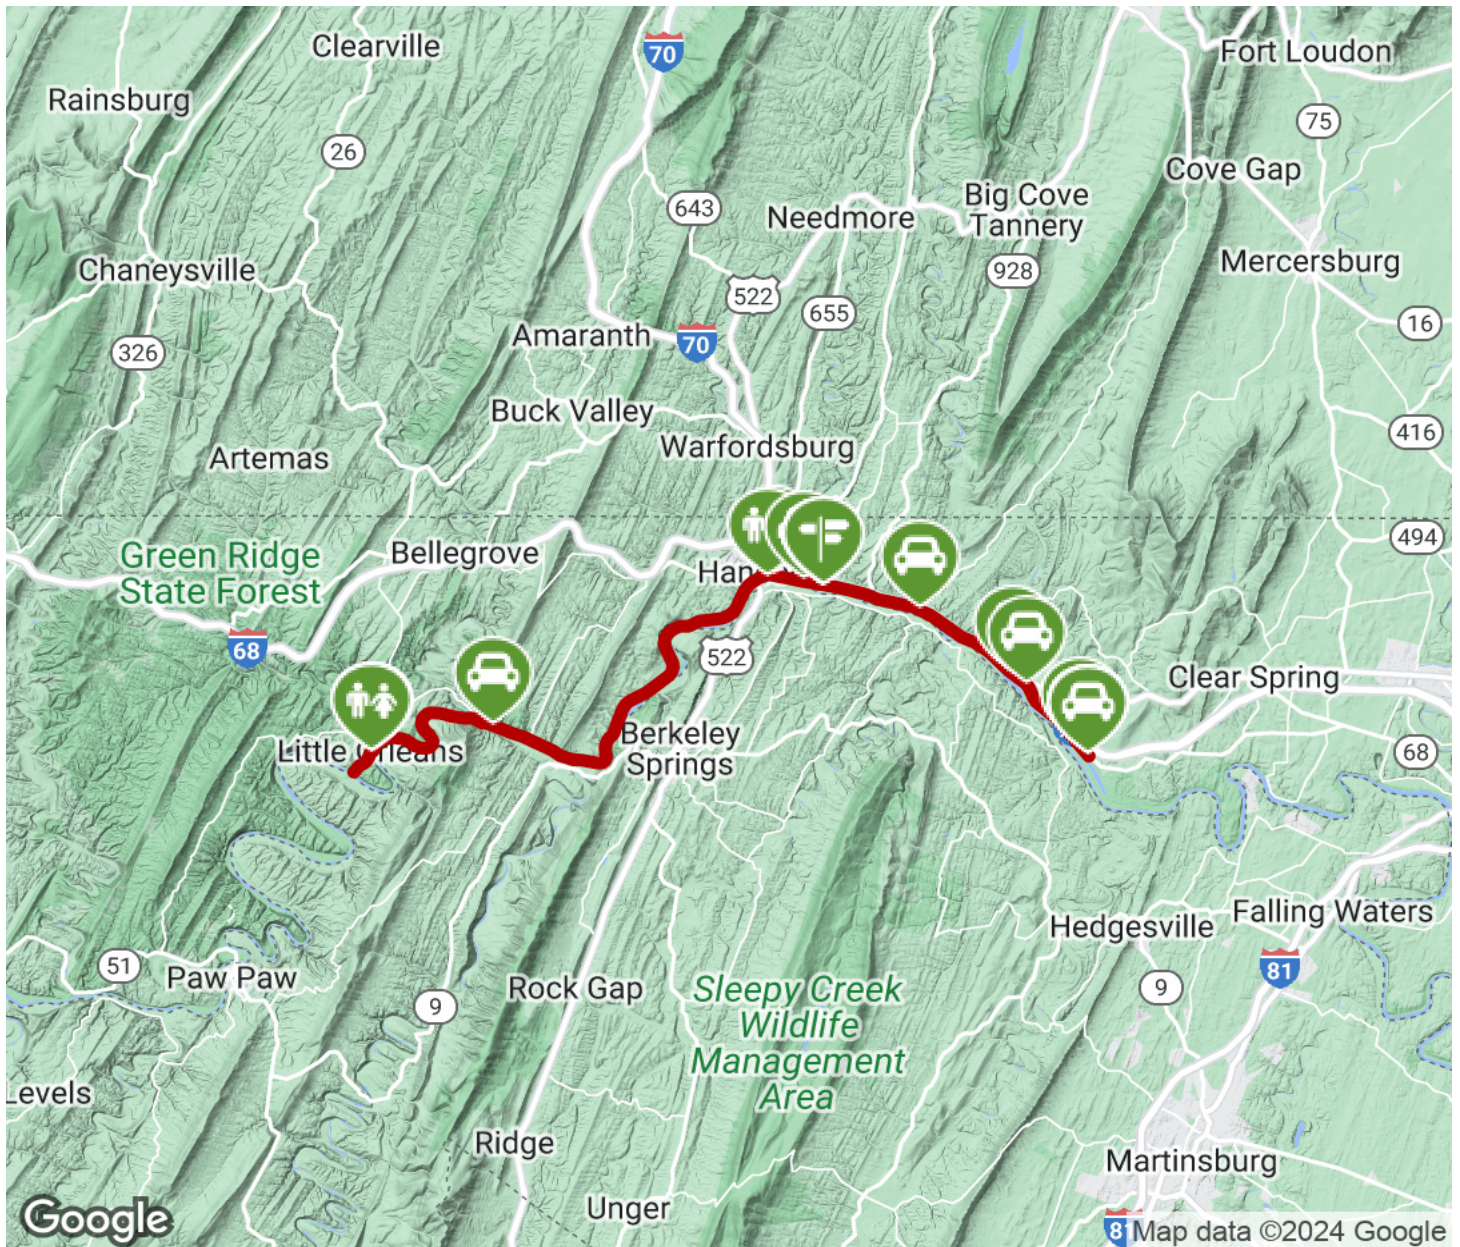 Clearville
70
Fort Loudon
Rainsburg
75
26
Cove Gap
643
Needmore
Big Cove
Tannery
Chaneysville
928
Mercersburg
522
655
16
326
Amaranth
70
Buck Valley
416
Warfordsburg
Artemas
494
Green Ridge
State Forest
Bellegrove
Han
68
522
Clear Spring
Little
leans
Berkeley
Springs
68
Hedgesville
Falling Waters
51
Paw Paw
81
Rock Gap
Sleepy Creek
Wildlife
Management
Area
9
9
Levels
Ridge
Martinsburg
Unger
Google
81
Map data ©2024 Google